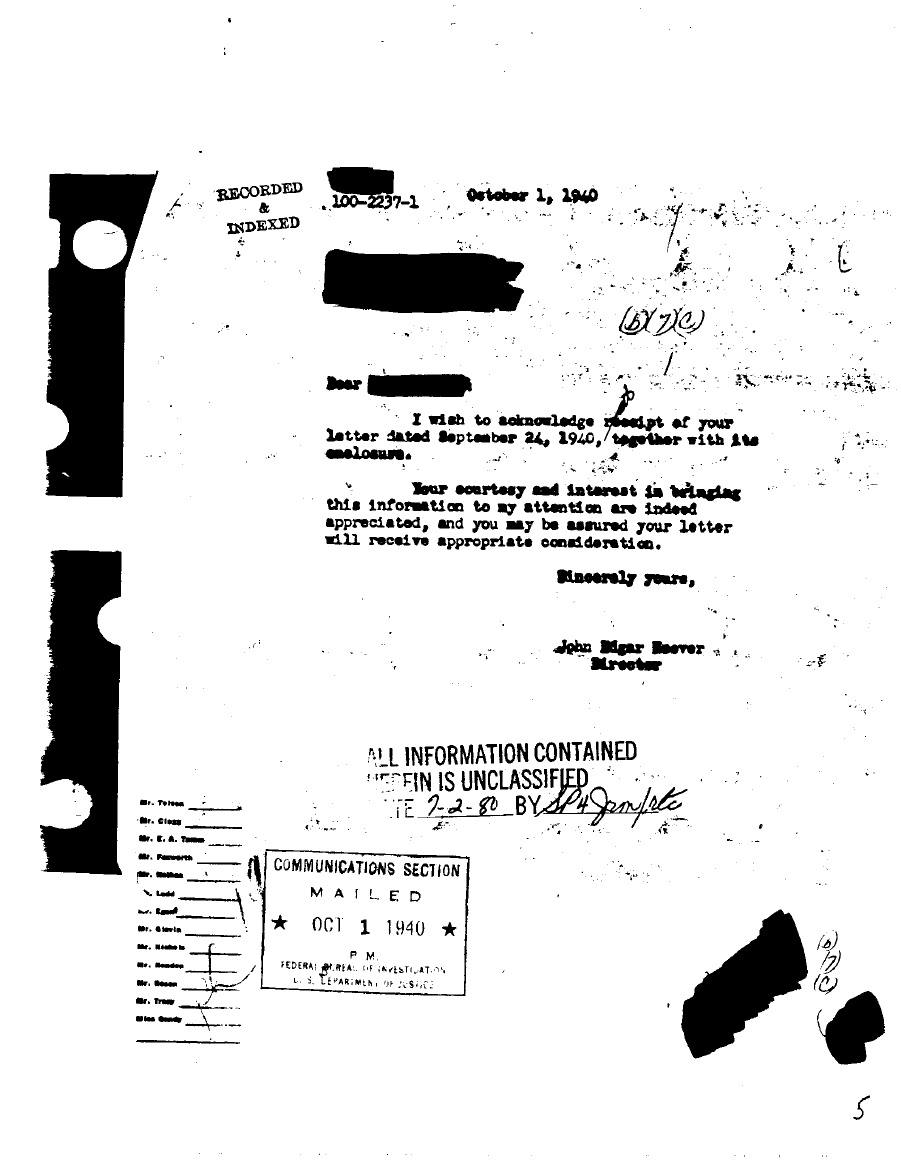 RECORDED
&
INDEXED
100-2237-1
October 1, 1940
(b)(7)(C)
Dear
I wish to acknowledge receipt of your
letter dated September 24, 1940, together with its
enclosure.
Your courtesy and interest in bringing
this information to my attention are indeed
appreciated, and you may be assured your letter
will receive appropriate consideration.
Sincerely yours,
John Edgar Hoover
Director
ALL INFORMATION CONTAINED
HEREIN IS UNCLASSIFIED
7-2-80 BY
Mr. Tolson
Mr. Clegg
Mr. E. A. Tamm
Mr. Foxworth
Mr. Nathan
Ladd
Mr. Egan
Mr. Glavin
Mr. Nichols
Mr. Hendon
Mr. Rosen
Mr. Tracy
Miss Gandy
COMMUNICATIONS SECTION
MAILED
★ OCT 1 1940 ★
P.M.
FEDERAL BUREAU OF INVESTIGATION
U. S. DEPARTMENT OF JUSTICE
(b)
(7)
(C)
5